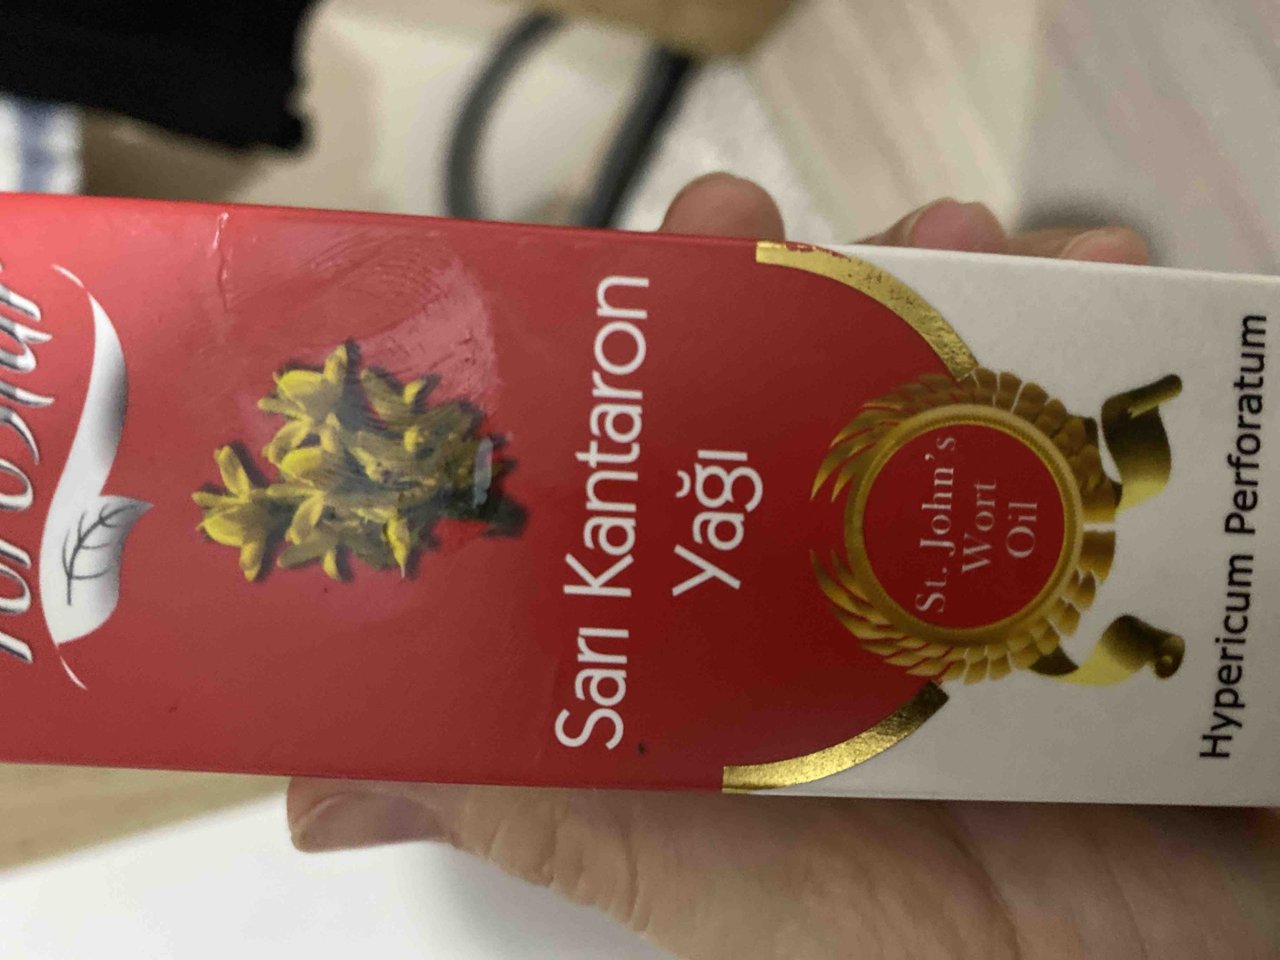 Sarı Kantaron
Yağı
St. John's
Wort
Oil
Hypericum Perforatum